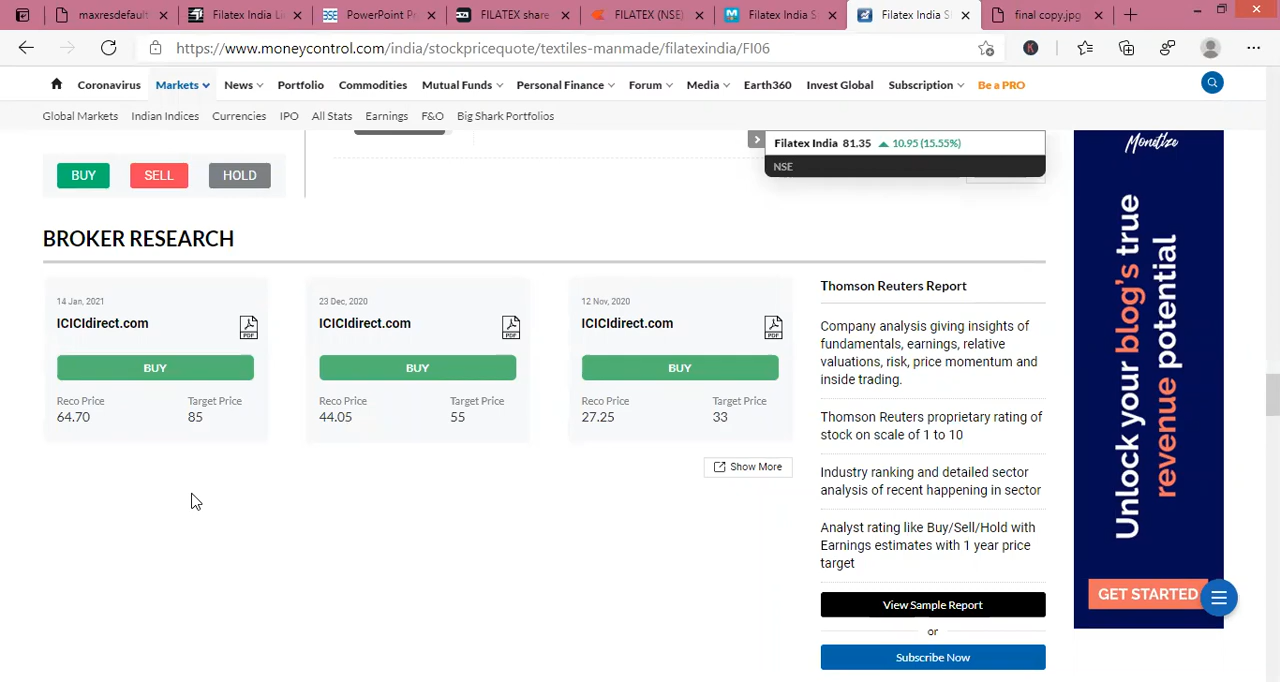 maxresdefault
Filatex India Li
PowerPoint Pr
FILATEX share
FILATEX (NSE)
Filatex India S
Filatex India S
final copy.jpg
https://www.moneycontrol.com/india/stockpricequote/textiles-manmade/filatexindia/FI06
Coronavirus Markets News Portfolio Commodities Mutual Funds Personal Finance Forum Media Earth360 Invest Global Subscription Be a PRO
Global Markets Indian Indices Currencies IPO All Stats Earnings F&O Big Shark Portfolios
Filatex India 81.35 10.95 (15.55%)
NSE
BUY SELL HOLD
BROKER RESEARCH
14 Jan, 2021
ICICIdirect.com
PDF
BUY
Reco Price Target Price
64.70 85
23 Dec, 2020
ICICIdirect.com
PDF
BUY
Reco Price Target Price
44.05 55
12 Nov, 2020
ICICIdirect.com
PDF
BUY
Reco Price Target Price
27.25 33
Show More
Thomson Reuters Report
Company analysis giving insights of
fundamentals, earnings, relative
valuations, risk, price momentum and
inside trading.
Thomson Reuters proprietary rating of
stock on scale of 1 to 10
Industry ranking and detailed sector
analysis of recent happening in sector
Analyst rating like Buy/Sell/Hold with
Earnings estimates with 1 year price
target
View Sample Report
or
Subscribe Now
Monetize
Unlock your blog's true
revenue potential
GET STARTED